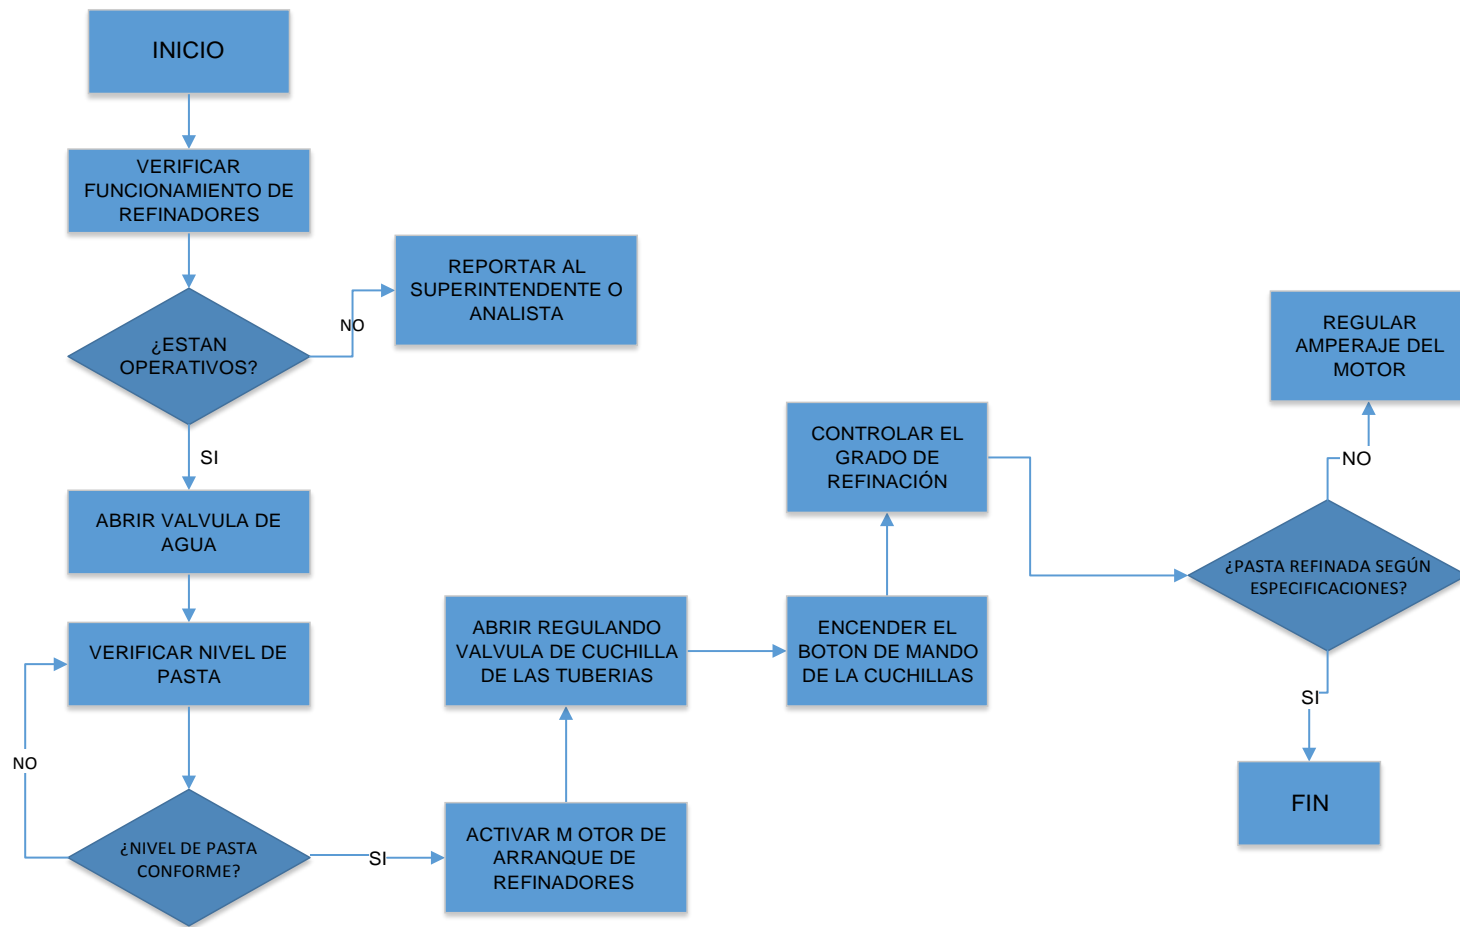 INICIO
VERIFICAR
FUNCIONAMIENTO DE
REFINADORES
¿ESTAN
OPERATIVOS?
NO
REPORTAR AL
SUPERINTENDENTE O
ANALISTA
SI
ABRIR VALVULA DE
AGUA
VERIFICAR NIVEL DE
PASTA
NO
¿NIVEL DE PASTA
CONFORME?
SI
ACTIVAR M OTOR DE
ARRANQUE DE
REFINADORES
ABRIR REGULANDO
VALVULA DE CUCHILLA
DE LAS TUBERIAS
ENCENDER EL
BOTON DE MANDO
DE LA CUCHILLAS
CONTROLAR EL
GRADO DE
REFINACIÓN
¿PASTA REFINADA SEGÚN
ESPECIFICACIONES?
NO
REGULAR
AMPERAJE DEL
MOTOR
SI
FIN